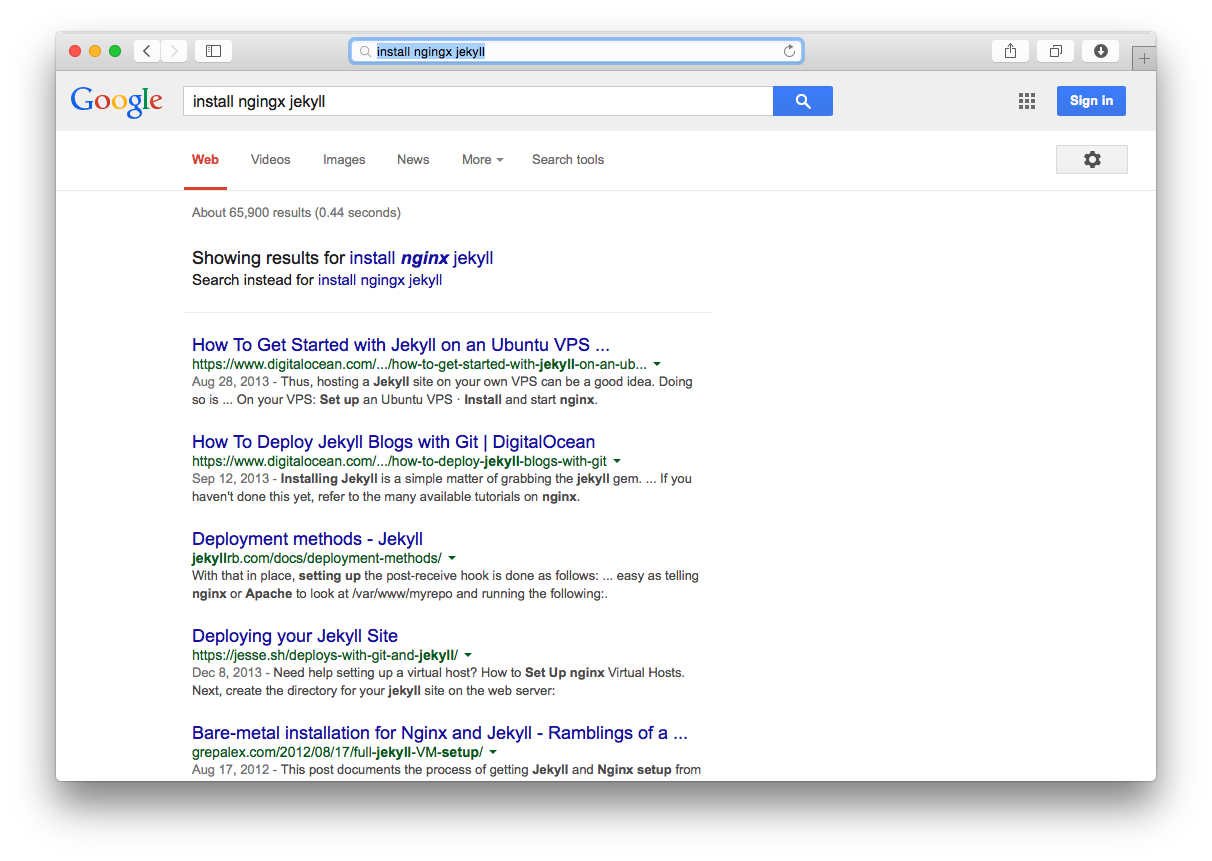 install ngingx jekyll
Google
install ngingx jekyll
Sign in
Web Videos Images News More Search tools
About 65,900 results (0.44 seconds)
Showing results for install nginx jekyll
Search instead for install ngingx jekyll
How To Get Started with Jekyll on an Ubuntu VPS ...
https://www.digitalocean.com/.../how-to-get-started-with-jekyll-on-an-ub...
Aug 28, 2013 - Thus, hosting a Jekyll site on your own VPS can be a good idea. Doing
so is ... On your VPS: Set up an Ubuntu VPS · Install and start nginx.
How To Deploy Jekyll Blogs with Git | DigitalOcean
https://www.digitalocean.com/.../how-to-deploy-jekyll-blogs-with-git
Sep 12, 2013 - Installing Jekyll is a simple matter of grabbing the jekyll gem. ... If you
haven't done this yet, refer to the many available tutorials on nginx.
Deployment methods - Jekyll
jekyllrb.com/docs/deployment-methods/
With that in place, setting up the post-receive hook is done as follows: ... easy as telling
nginx or Apache to look at /var/www/myrepo and running the following:.
Deploying your Jekyll Site
https://jesse.sh/deploys-with-git-and-jekyll/
Dec 8, 2013 - Need help setting up a virtual host? How to Set Up nginx Virtual Hosts.
Next, create the directory for your jekyll site on the web server:
Bare-metal installation for Nginx and Jekyll - Ramblings of a ...
grepalex.com/2012/08/17/full-jekyll-VM-setup/
Aug 17, 2012 - This post documents the process of getting Jekyll and Nginx setup from